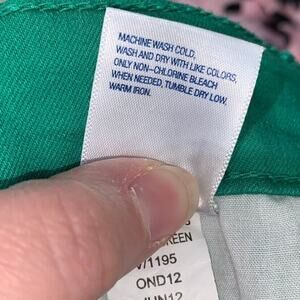 MACHINE WASH COLD,
WASH AND DRY WITH LIKE COLORS,
ONLY NON-CHLORINE BLEACH
WHEN NEEDED, TUMBLE DRY LOW.
WARM IRON.
REEN
/1195
OND12